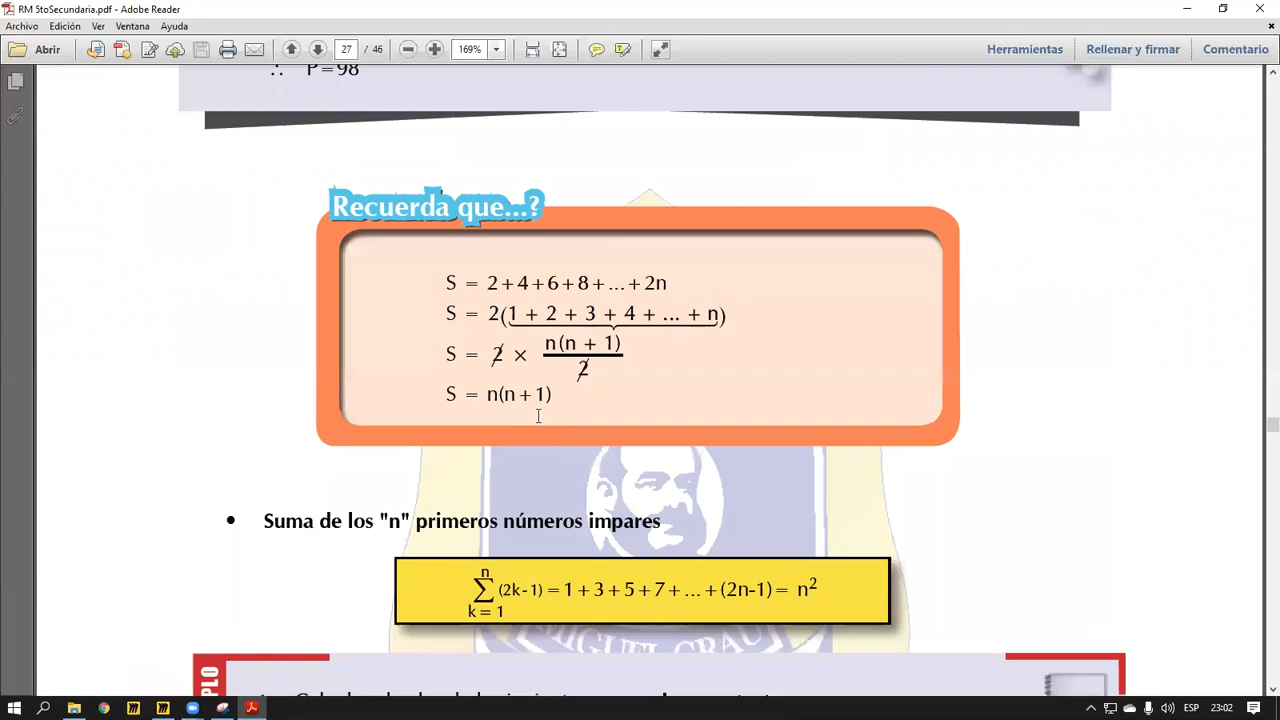 RM 5toSecundaria.pdf - Adobe Reader
Archivo Edición Ver Ventana Ayuda
Abrir 27 / 46 169% Herramientas Rellenar y firmar Comentario
∴ P=98
Recuerda que...?
S = 2+4+6+8+...+2n
S = 2(1 + 2 + 3 + 4 + ... + n)
S = 2 × n(n + 1)
2
S = n(n+1)
• Suma de los "n" primeros números impares
n
∑ (2k-1) = 1+3+5+7+...+(2n-1) = n²
k = 1
MIGUEL GRAU
ESP 23:02